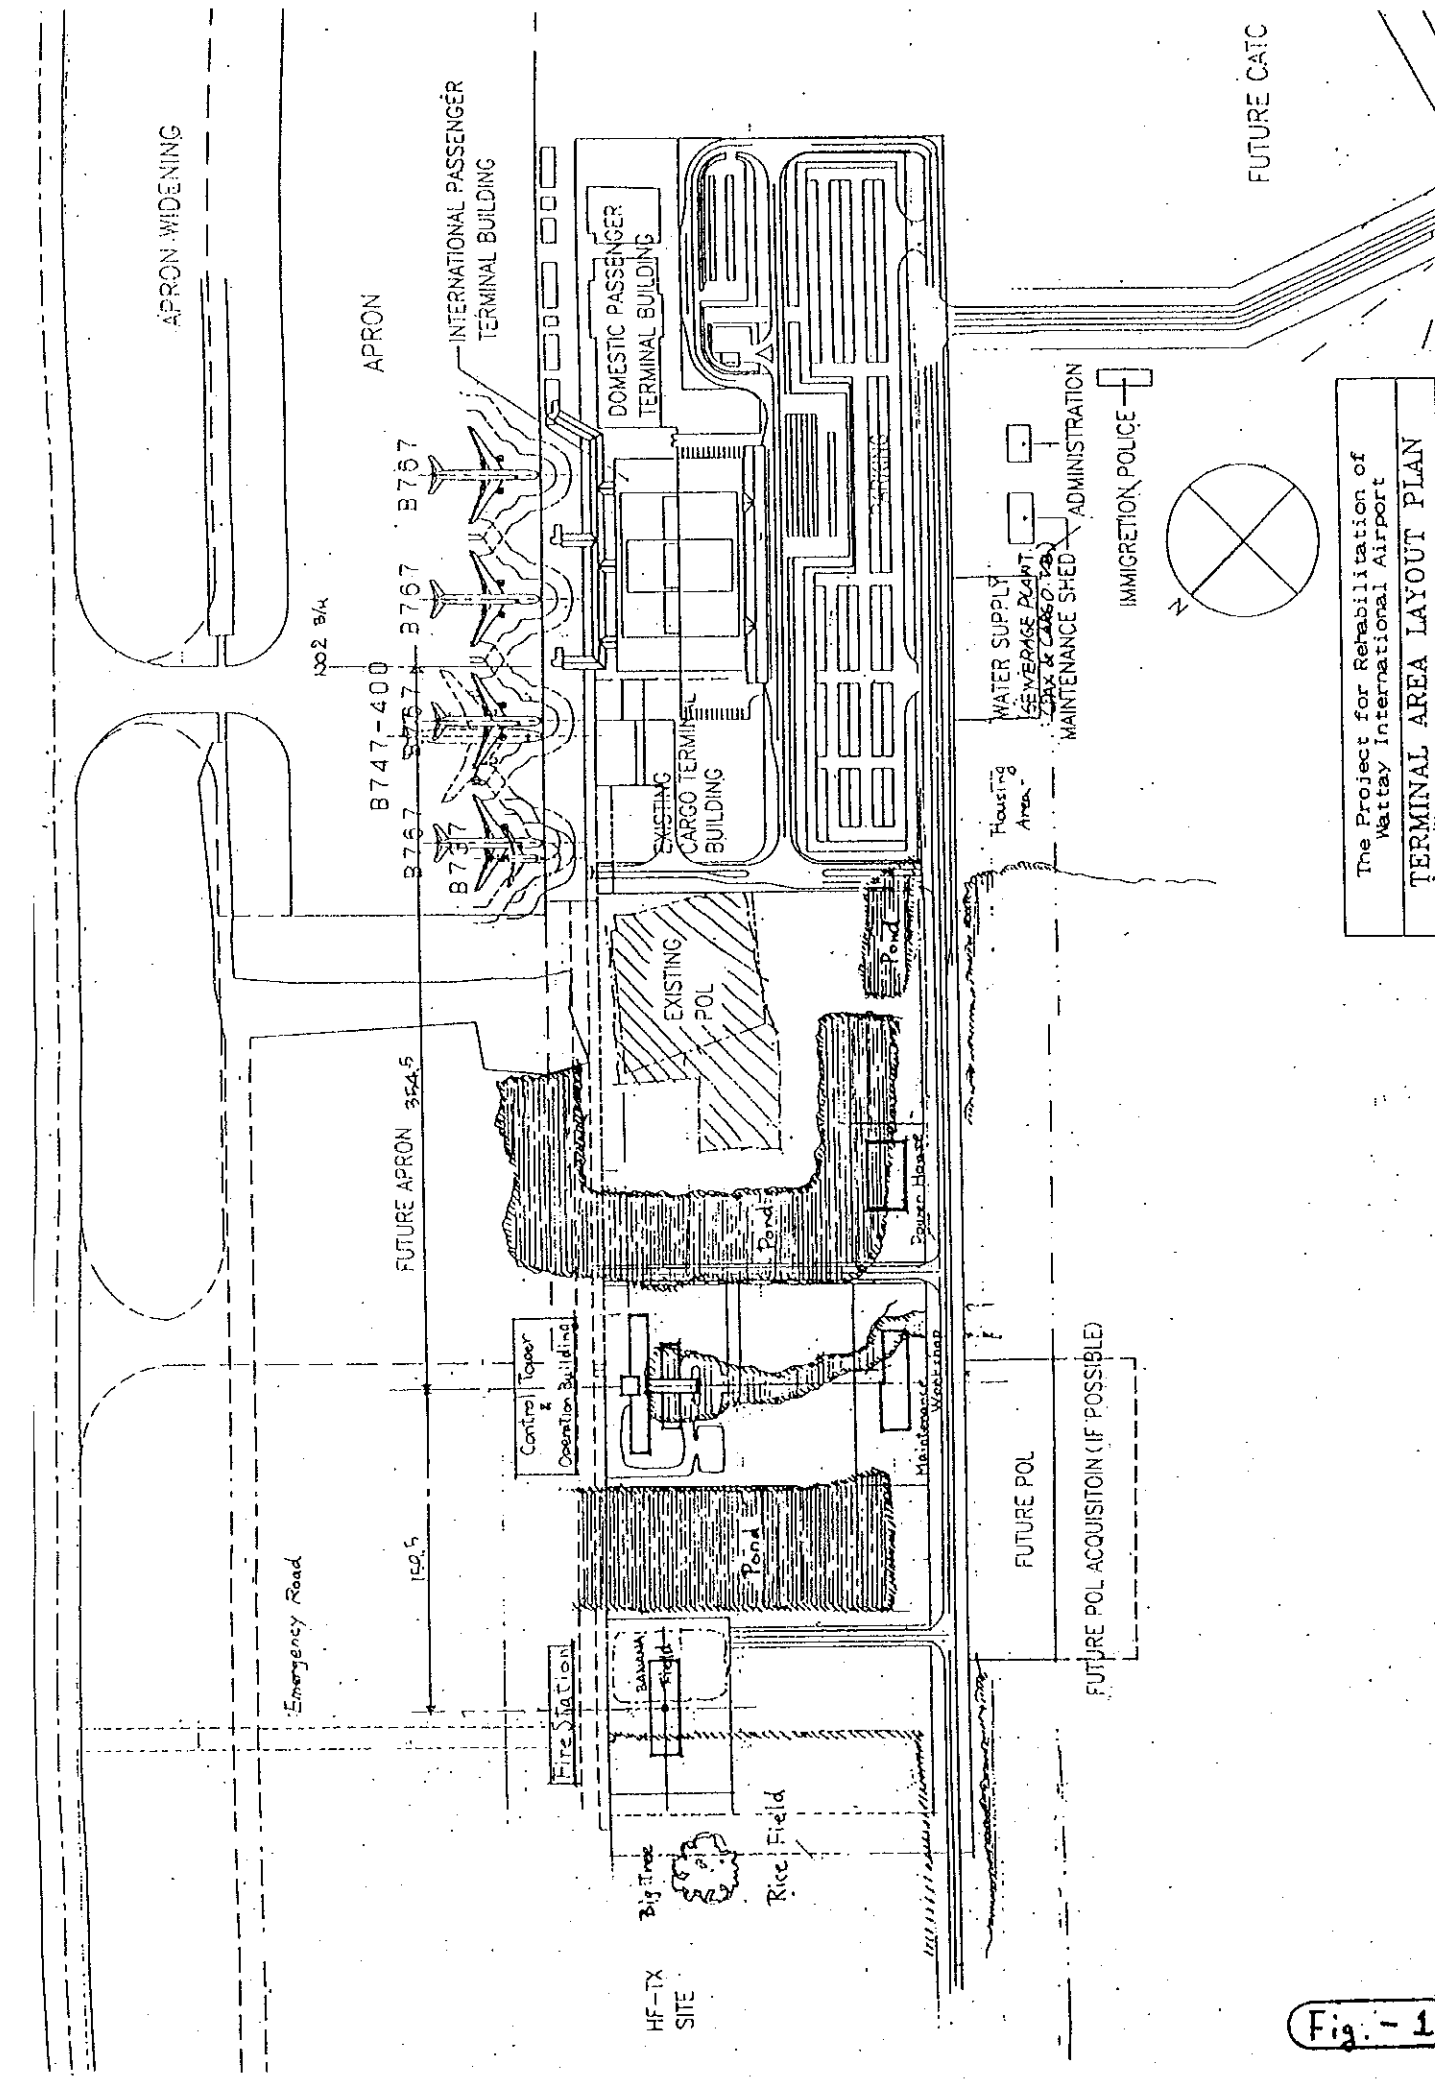 APRON WIDENING
INTERNATIONAL PASSENGER
TERMINAL BUILDING
FUTURE CATC
APRON
DOMESTIC PASSENGER
TERMINAL BUILDING
B767
B767
B747-400
B767
B767
B737
EXISTING
CARGO TERMINAL
BUILDING
PARKING
WATER SUPPLY
SEWERAGE PLANT
MAINTENANCE SHED
ADMINISTRATION
IMMIGRETION POLICE
N
Housing
Area
The Project for Rehabilitation of
Wattay International Airport
TERMINAL AREA LAYOUT PLAN
EXISTING
POL
Pond
FUTURE APRON
354.5
Pond
Power House
Control Tower
&
Operation Building
Maintenance
Workshop
FUTURE POL
FUTURE POL ACQUISITOIN (IF POSSIBLE)
Pond
Emergency Road
Fire Station
BANANA
Field
Big Tree
Rice Field
HF-TX
SITE
Fig.-1